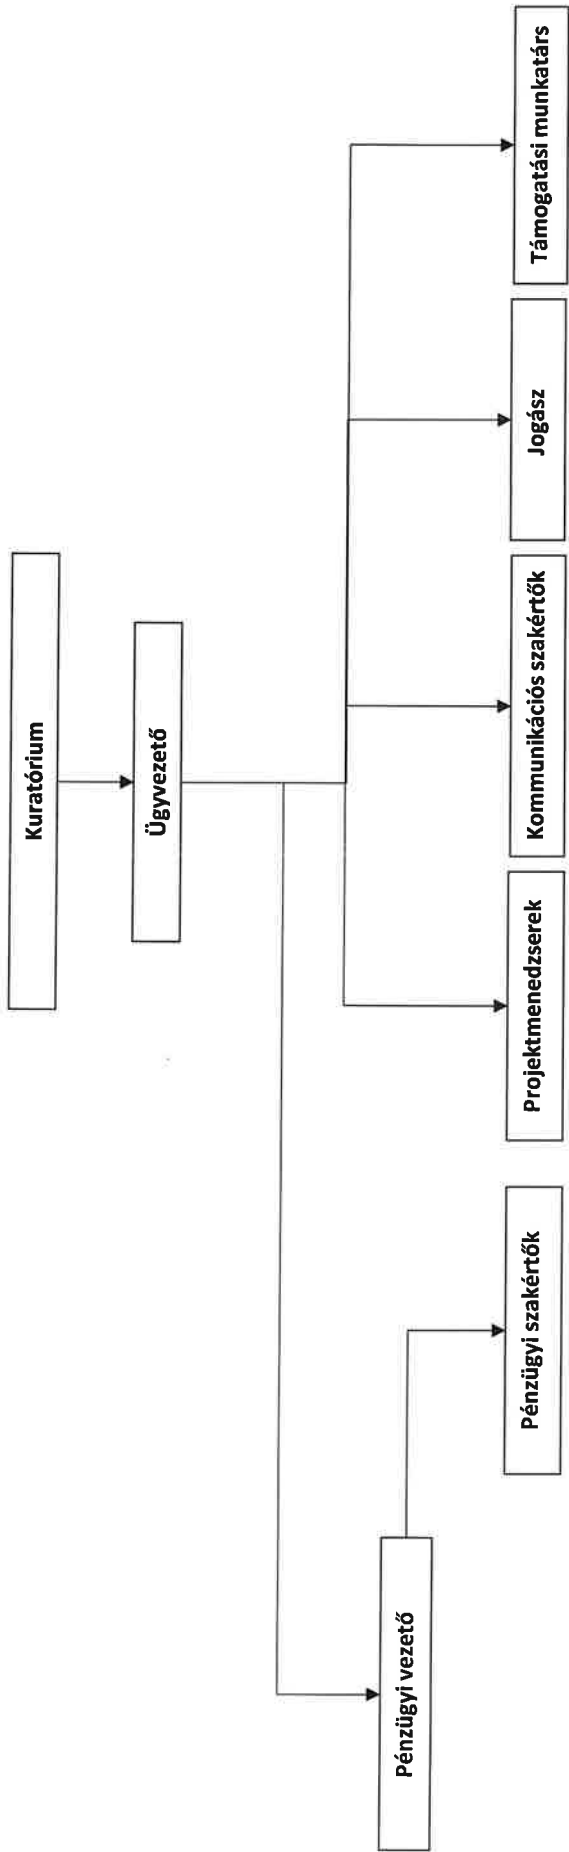 Kuratórium
Ügyvezető
Pénzügyi vezető
Pénzügyi szakértők
Projektmenedzserek
Kommunikációs szakértők
Jogász
Támogatási munkatárs